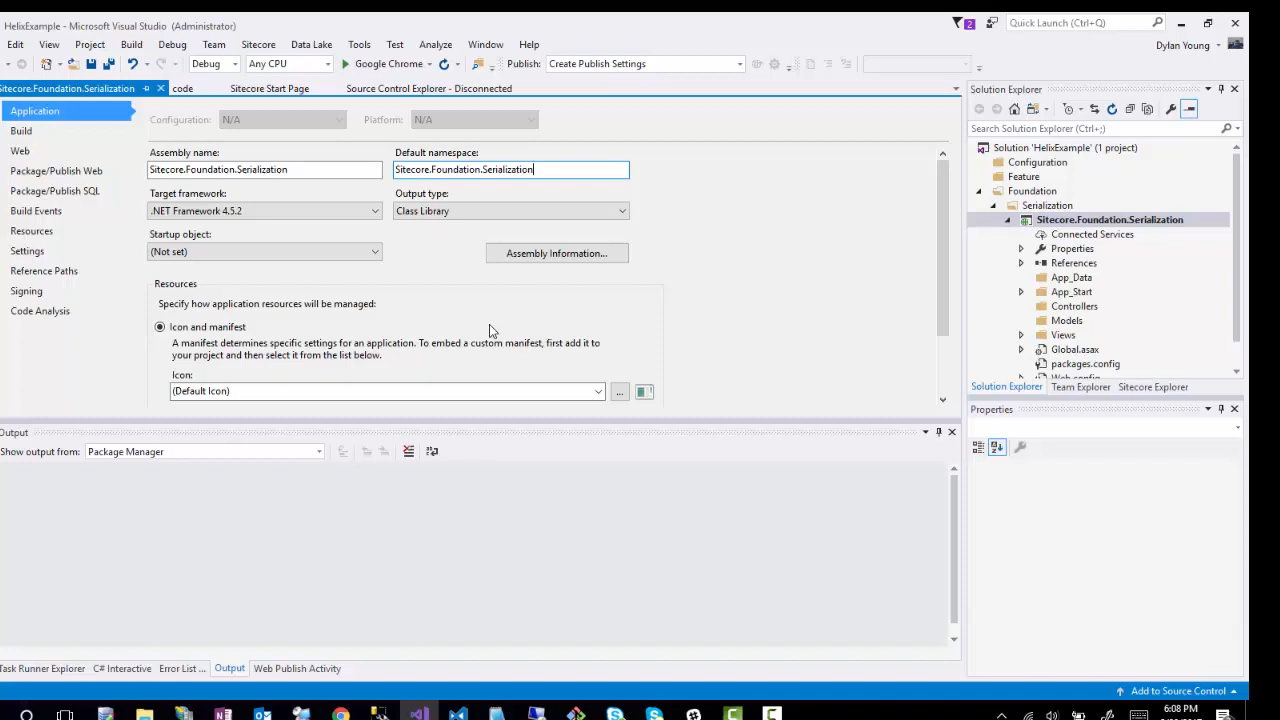 HelixExample - Microsoft Visual Studio (Administrator)
2
Quick Launch (Ctrl+Q)
Edit View Project Build Debug Team Sitecore Data Lake Tools Test Analyze Window Help
Dylan Young
Debug Any CPU Google Chrome Publish: Create Publish Settings
Sitecore.Foundation.Serialization code Sitecore Start Page Source Control Explorer - Disconnected
Application
Build
Web
Package/Publish Web
Package/Publish SQL
Build Events
Resources
Settings
Reference Paths
Signing
Code Analysis
Configuration: N/A Platform: N/A
Assembly name: Default namespace:
Sitecore.Foundation.Serialization Sitecore.Foundation.Serialization
Target framework: Output type:
.NET Framework 4.5.2 Class Library
Startup object:
(Not set) Assembly Information...
Resources
Specify how application resources will be managed:
Icon and manifest
A manifest determines specific settings for an application. To embed a custom manifest, first add it to
your project and then select it from the list below.
Icon:
(Default Icon) ...
Solution Explorer
Search Solution Explorer (Ctrl+;)
Solution 'HelixExample' (1 project)
Configuration
Feature
Foundation
Serialization
Sitecore.Foundation.Serialization
Connected Services
Properties
References
App_Data
App_Start
Controllers
Models
Views
Global.asax
packages.config
Web.config
Solution Explorer Team Explorer Sitecore Explorer
Properties
Output
Show output from: Package Manager
Task Runner Explorer C# Interactive Error List ... Output Web Publish Activity
Add to Source Control
6:08 PM